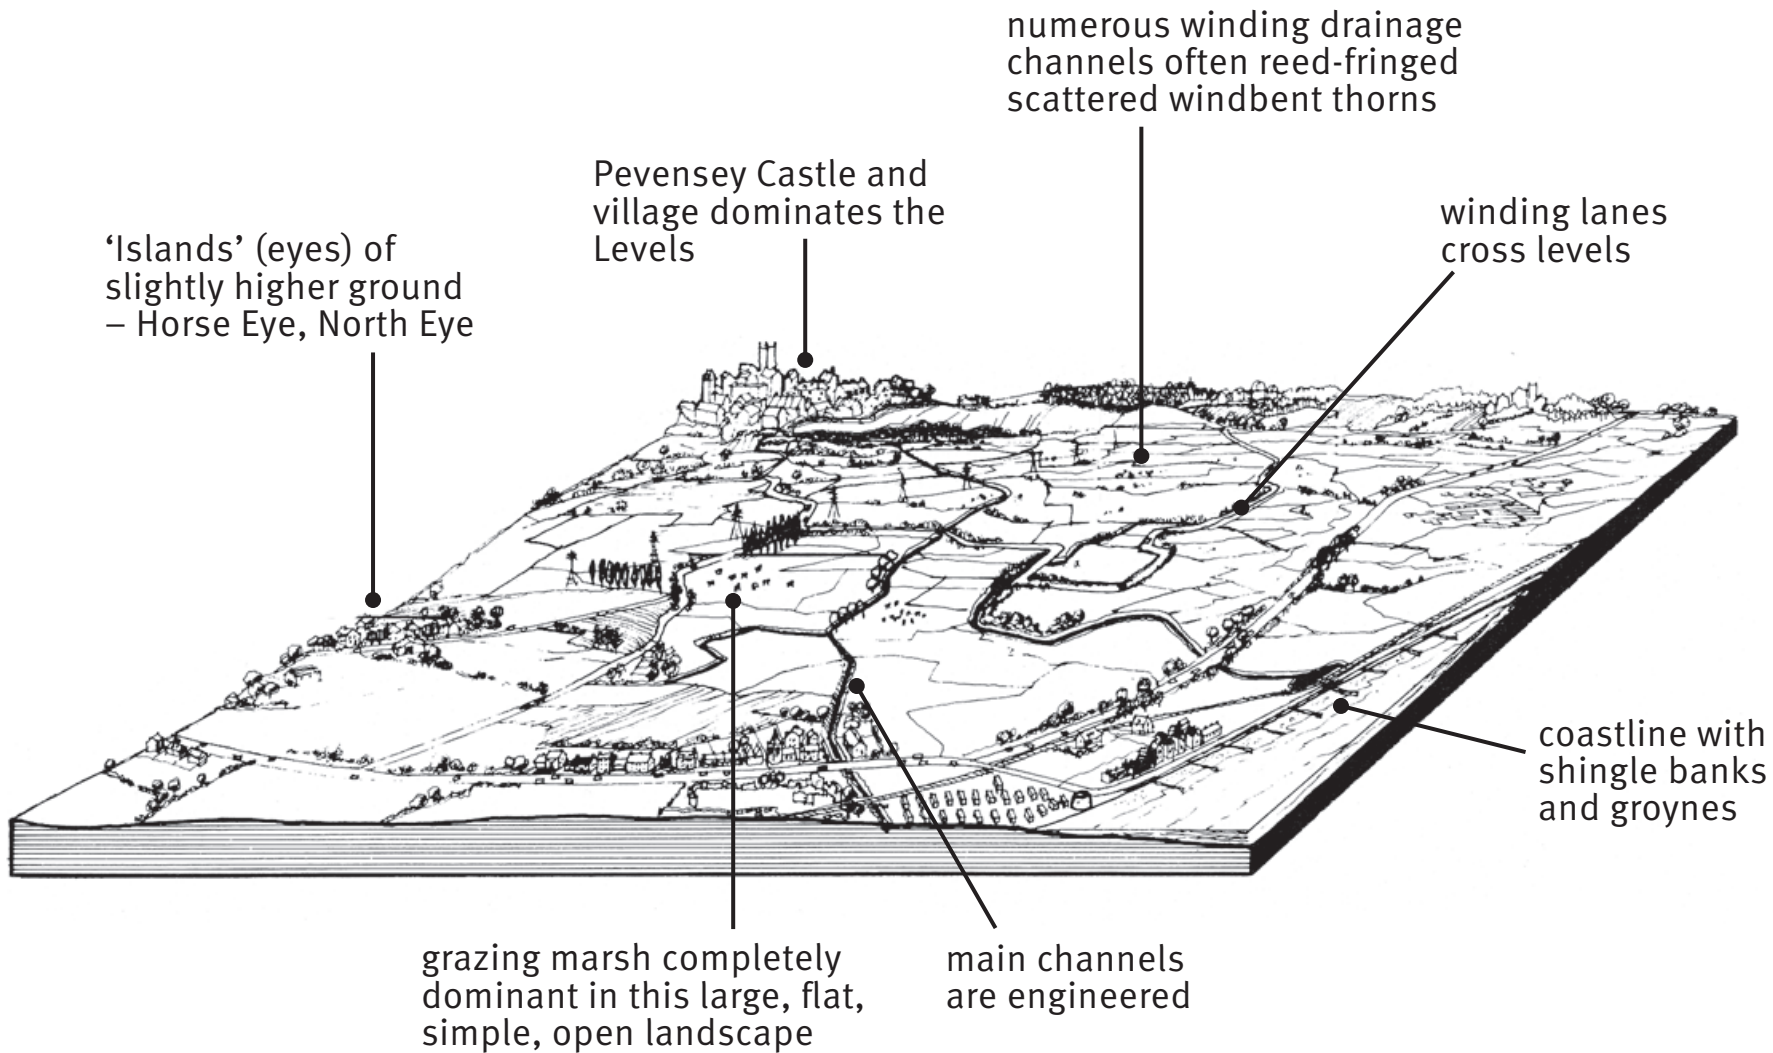 numerous winding drainage
channels often reed-fringed
scattered windbent thorns
Pevensey Castle and
village dominates the
Levels
winding lanes
cross levels
‘Islands’ (eyes) of
slightly higher ground
– Horse Eye, North Eye
coastline with
shingle banks
and groynes
grazing marsh completely
dominant in this large, flat,
simple, open landscape
main channels
are engineered